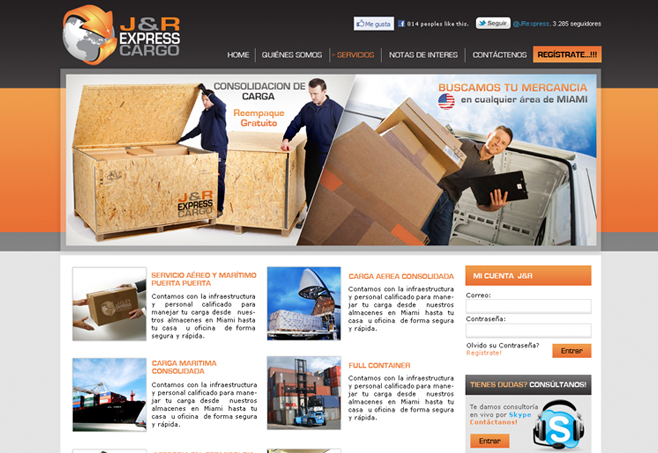 J&R
EXPRESS
CARGO
Me gusta
814 peoples like this.
Seguir
@JRexpress, 3.285 seguidores
HOME
QUIÉNES SOMOS
SERVICIOS
NOTAS DE INTERES
CONTÁCTENOS
REGÍSTRATE...!!!
CONSOLIDACION DE
CARGA
Reempaque
Gratuito
J&R
EXPRESS
CARGO
BUSCAMOS TU MERCANCIA
en cualquier área de MIAMI
SERVICIO AÉREO Y MARÍTIMO
PUERTA PUERTA
Contamos con la infraestructura
y personal calificado para
manejar tu carga desde nues-
tros almacenes en Miami hasta
tu casa u oficina de forma
segura y rápida.
CARGA AEREA CONSOLIDADA
Contamos con la infraestructura
y personal calificado para mane-
jar tu carga desde nuestros
almacenes en Miami hasta tu
casa u oficina de forma segura
y rápida.
CARGA MARITIMA
CONSOLIDADA
Contamos con la infraestructura
y personal calificado para mane-
jar tu carga desde nuestros
almacenes en Miami hasta tu
casa u oficina de forma segura
y rápida.
FULL CONTAINER
Contamos con la infraestructura
y personal calificado para mane-
jar tu carga desde nuestros
almacenes en Miami hasta tu
casa u oficina de forma segura
y rápida.
MI CUENTA J&R
Correo:
Contraseña:
Olvido su Contraseña?
Registrate!
Entrar
TIENES DUDAS? CONSÚLTANOS!
Te damos consultoría
en vivo por Skype
Contáctanos!
Entrar